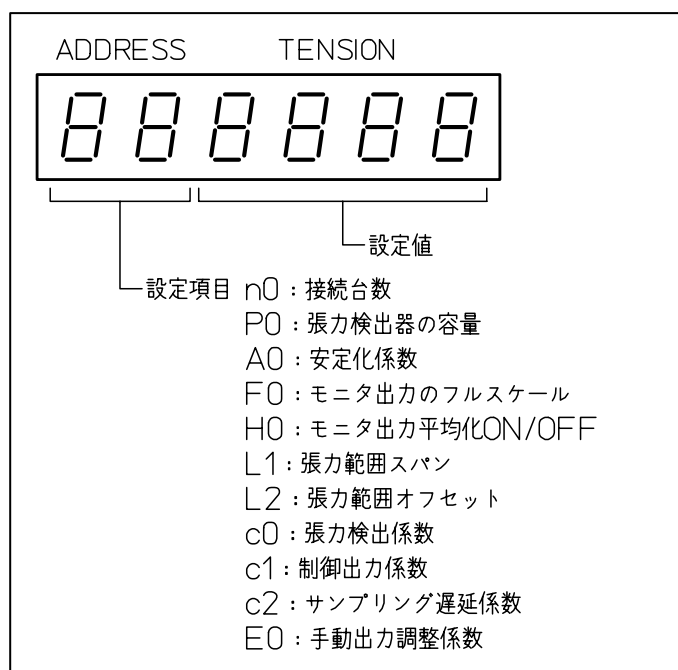 ADDRESS TENSION
88 8888
設定値
設定項目 n0：接続台数
P0：張力検出器の容量
A0：安定化係数
F0：モニタ出力のフルスケール
H0：モニタ出力平均化ON/OFF
L1：張力範囲スパン
L2：張力範囲オフセット
c0：張力検出係数
c1：制御出力係数
c2：サンプリング遅延係数
E0：手動出力調整係数